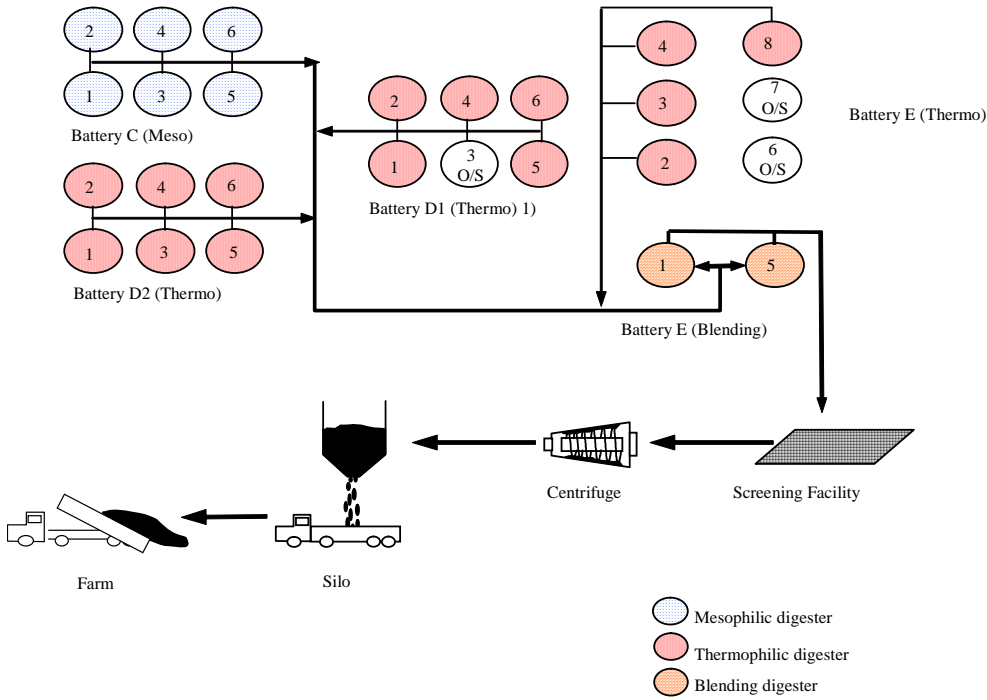 2 4 6
1 3 5
Battery C (Meso)
2 4 6
1 3 5
Battery D2 (Thermo)
2 4 6
1 3 5
O/S
Battery D1 (Thermo) 1)
4 8
3 7
O/S
2 6
O/S
Battery E (Thermo)
1 5
Battery E (Blending)
Centrifuge
Screening Facility
Farm
Silo
Mesophilic digester
Thermophilic digester
Blending digester